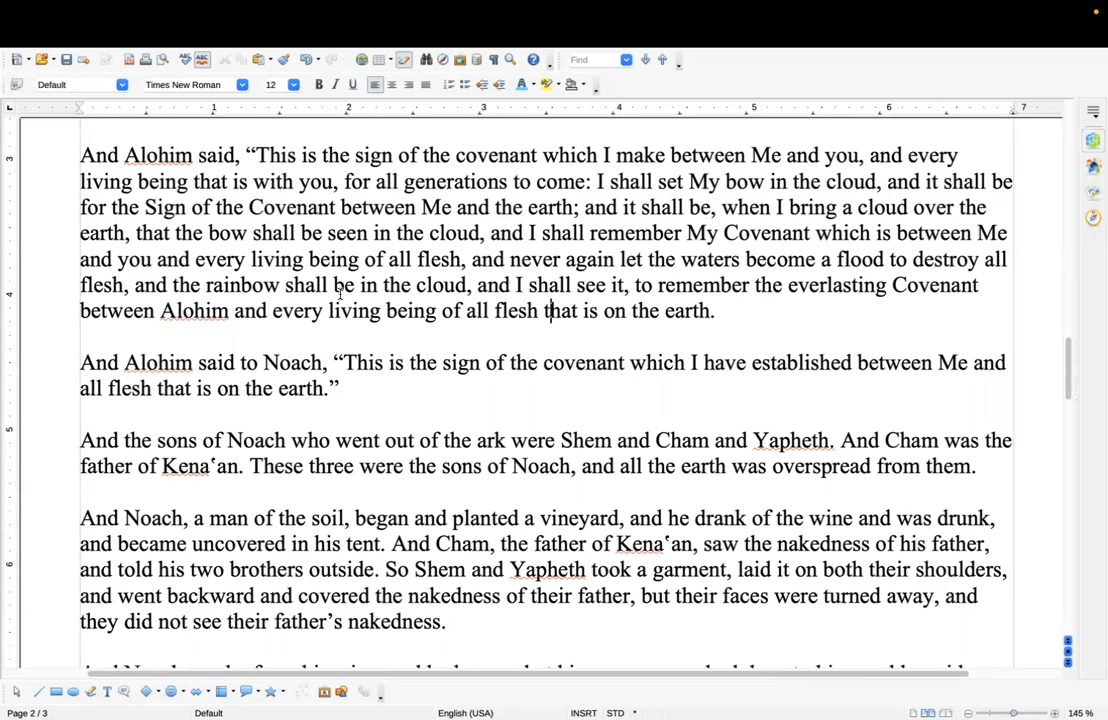 Find
Default
Times New Roman
12
1 2 3 4 5 6 7
And Alohim said, “This is the sign of the covenant which I make between Me and you, and every
living being that is with you, for all generations to come: I shall set My bow in the cloud, and it shall be
for the Sign of the Covenant between Me and the earth; and it shall be, when I bring a cloud over the
earth, that the bow shall be seen in the cloud, and I shall remember My Covenant which is between Me
and you and every living being of all flesh, and never again let the waters become a flood to destroy all
flesh, and the rainbow shall be in the cloud, and I shall see it, to remember the everlasting Covenant
between Alohim and every living being of all flesh that is on the earth.
And Alohim said to Noach, “This is the sign of the covenant which I have established between Me and
all flesh that is on the earth.”
And the sons of Noach who went out of the ark were Shem and Cham and Yapheth. And Cham was the
father of Kenaʽan. These three were the sons of Noach, and all the earth was overspread from them.
And Noach, a man of the soil, began and planted a vineyard, and he drank of the wine and was drunk,
and became uncovered in his tent. And Cham, the father of Kenaʽan, saw the nakedness of his father,
and told his two brothers outside. So Shem and Yapheth took a garment, laid it on both their shoulders,
and went backward and covered the nakedness of their father, but their faces were turned away, and
they did not see their father’s nakedness.
Page 2 / 3
Default
English (USA)
INSRT STD *
145 %